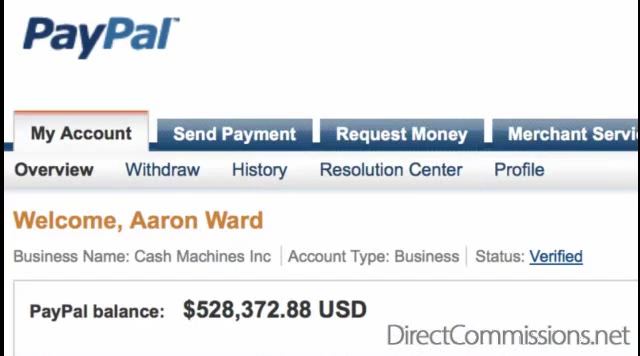 PayPal™
My Account Send Payment Request Money Merchant Servi
Overview Withdraw History Resolution Center Profile
Welcome, Aaron Ward
Business Name: Cash Machines Inc Account Type: Business Status: Verified
PayPal balance: $528,372.88 USD
DirectCommissions.net